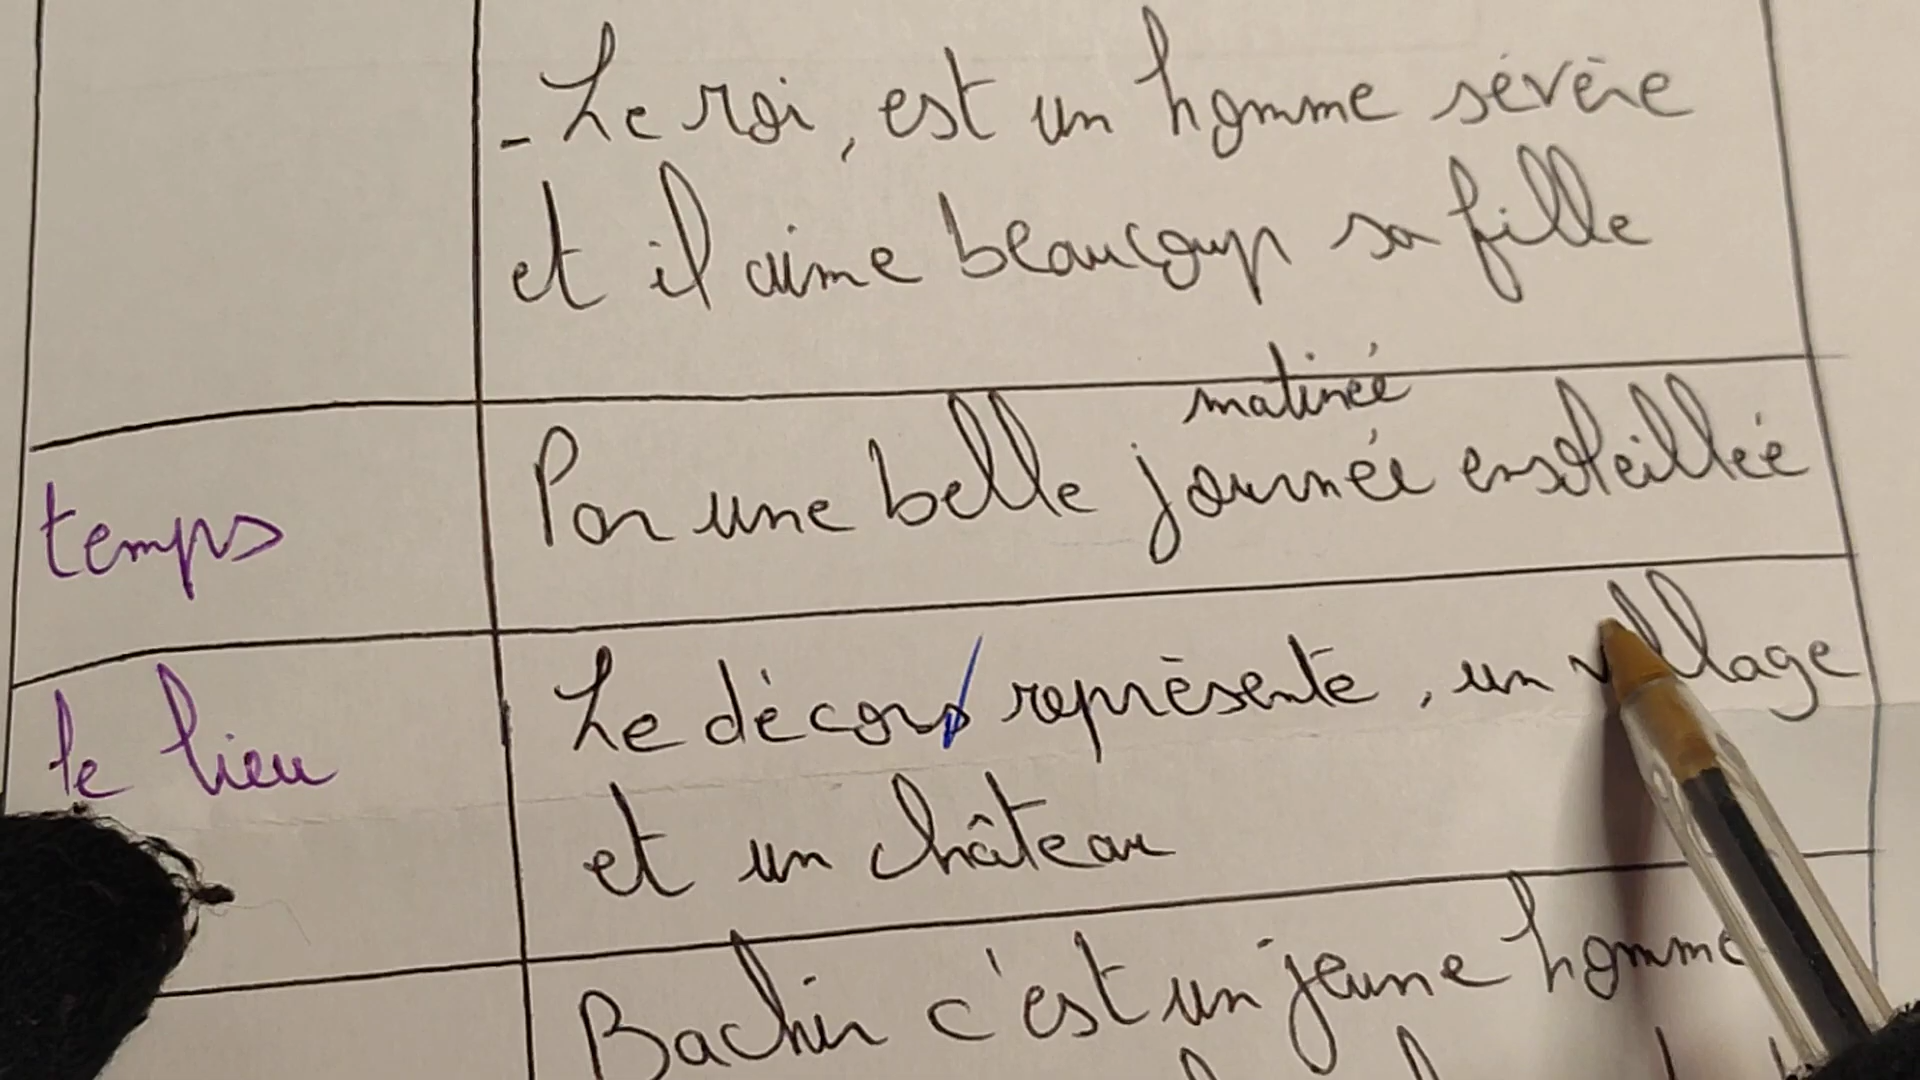 - Le roi, est un homme sévère
et il aime beaucoup sa fille
matinée
temps
Par une belle journée ensoleillée
le lieu
Le décors représente, un village
et un château
Bachir c'est un jeune homme